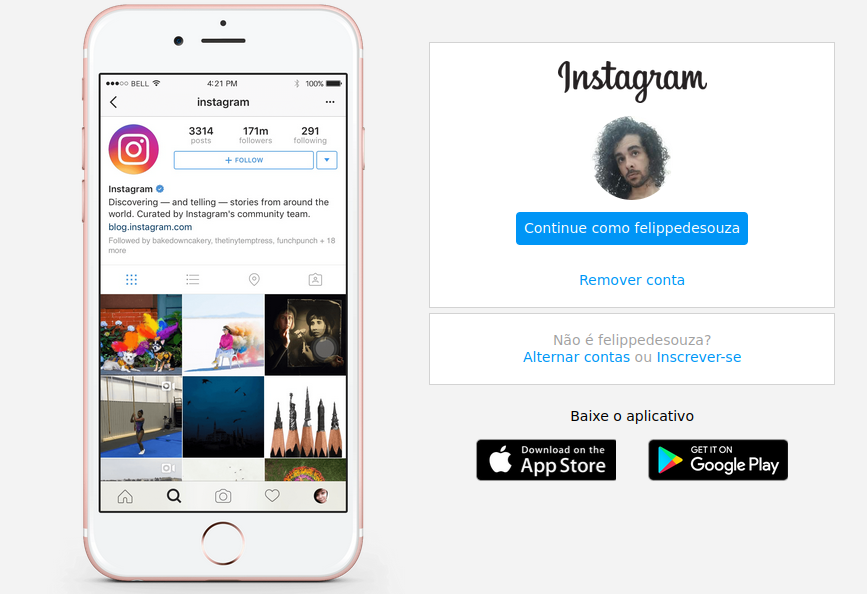 BELL
4:21 PM
100%
instagram
3314
171m
291
posts
followers
following
+ FOLLOW
Instagram
Discovering — and telling — stories from around the
world. Curated by Instagram's community team.
blog.instagram.com
Followed by bakedowncakery, thetinytemptress, funchpunch + 18
more
Instagram
Continue como felippedesouza
Remover conta
Não é felippedesouza?
Alternar contas ou Inscrever-se
Baixe o aplicativo
Download on the
App Store
GET IT ON
Google Play